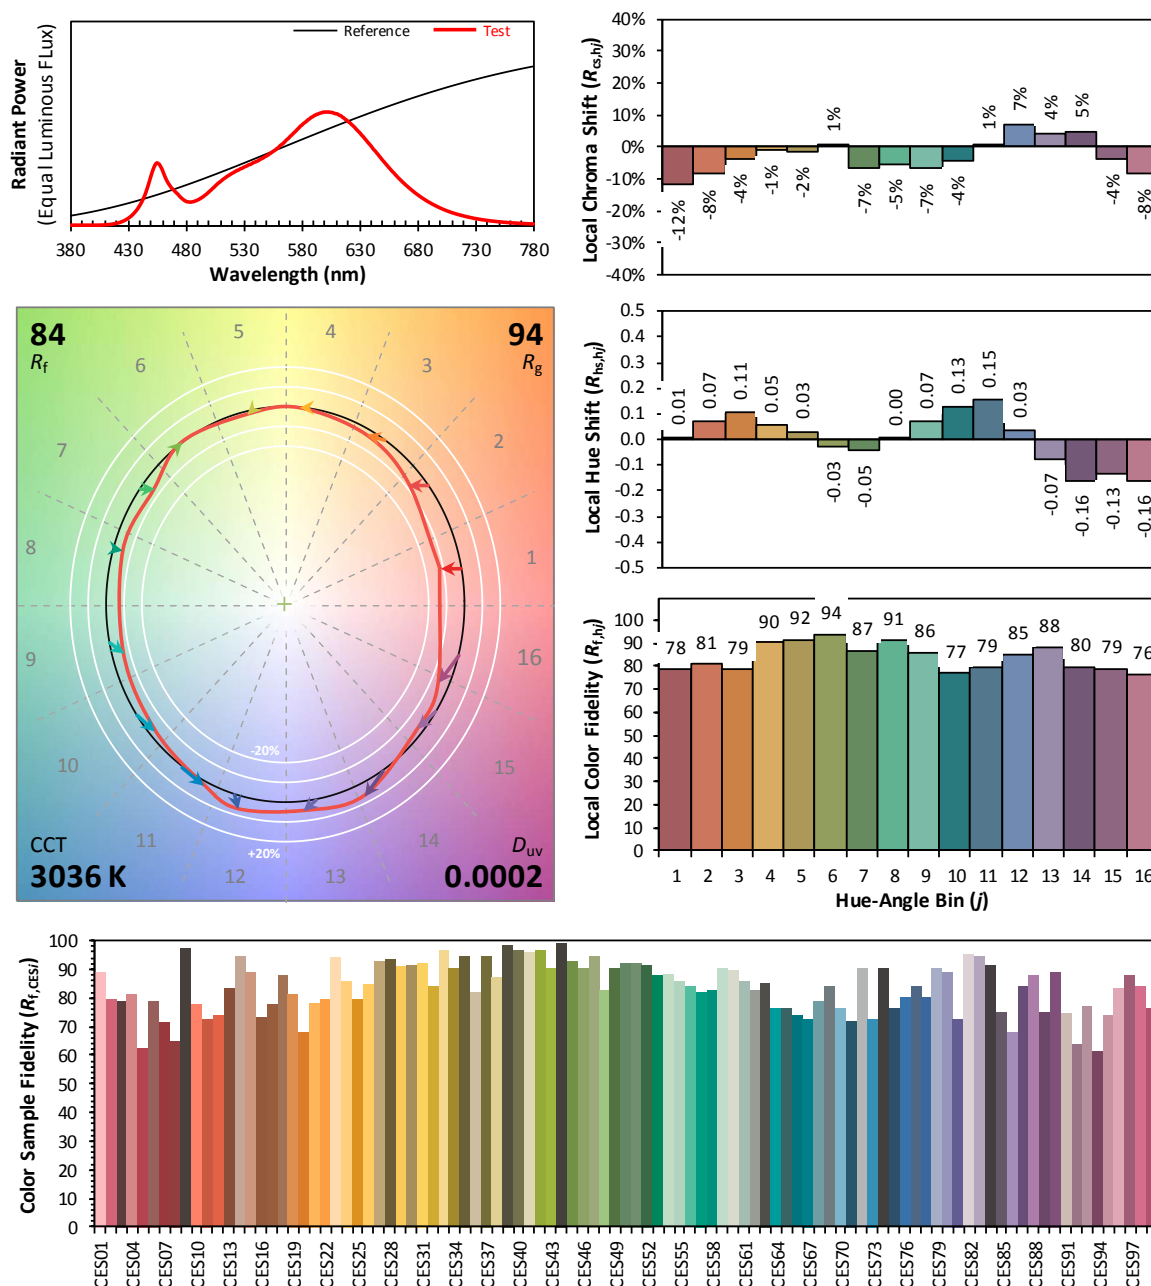 Radiant Power
(Equal Luminous FLux)
Reference
Test
380 430 480 530 580 630 680 730 780
Wavelength (nm)
Local Chroma Shift (Rcs,hj)
40%
30%
20%
10%
0%
-10%
-20%
-30%
-40%
-12% -8% -4% -1% -2% 1% -7% -5% -7% -4% 1% 7% 4% 5% -4% -8%
84
Rf
94
Rg
5 4
6 3
7 2
8 1
9 16
10 15
11 14
12 13
-20%
+20%
CCT
3036 K
Duv
0.0002
Local Hue Shift (Rhs,hj)
0.5
0.4
0.3
0.2
0.1
0.0
-0.1
-0.2
-0.3
-0.4
-0.5
0.01 0.07 0.11 0.05 0.03 -0.03 -0.05 0.00 0.07 0.13 0.15 0.03 -0.07 -0.16 -0.13 -0.16
Local Color Fidelity (Rf,hj)
100
90
80
70
60
50
40
30
20
10
0
78 81 79 90 92 94 87 91 86 77 79 85 88 80 79 76
1 2 3 4 5 6 7 8 9 10 11 12 13 14 15 16
Hue-Angle Bin (j)
Color Sample Fidelity (Rf,CESi)
100
90
80
70
60
50
40
30
20
10
0
CES01 CES04 CES07 CES10 CES13 CES16 CES19 CES22 CES25 CES28 CES31 CES34 CES37 CES40 CES43 CES46 CES49 CES52 CES55 CES58 CES61 CES64 CES67 CES70 CES73 CES76 CES79 CES82 CES85 CES88 CES91 CES94 CES97